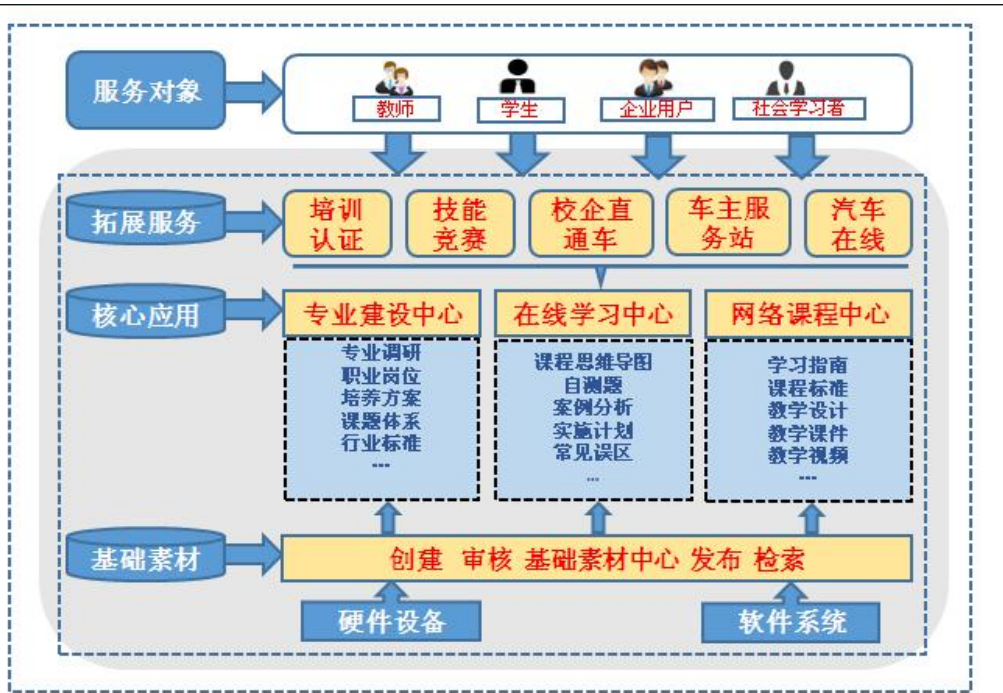 服务对象
教师
学生
企业用户
社会学习者
拓展服务
培训
认证
技能
竞赛
校企直
通车
车主服
务站
汽车
在线
核心应用
专业建设中心
在线学习中心
网络课程中心
专业调研
职业岗位
培养方案
课题体系
行业标准
...
课程思维导图
自测题
案例分析
实施计划
常见误区
...
学习指南
课程标准
教学设计
教学课件
教学视频
...
基础素材
创建 审核 基础素材中心 发布 检索
硬件设备
软件系统